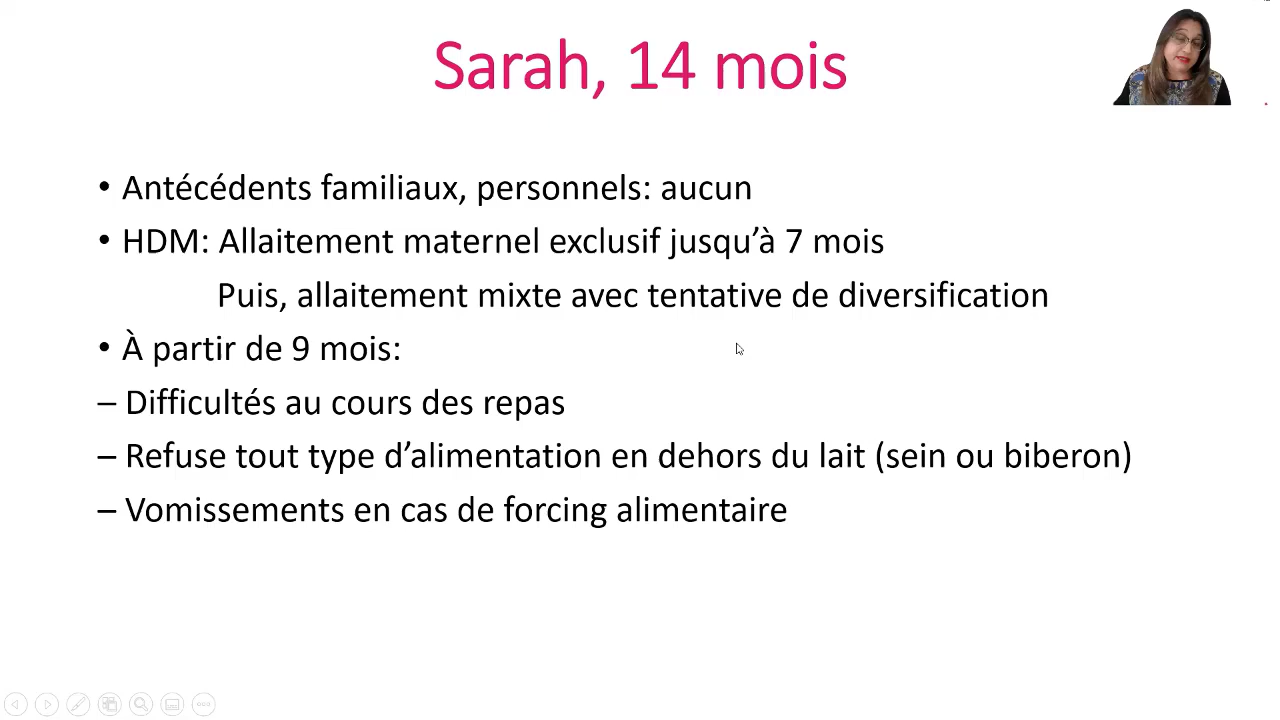 Sarah, 14 mois
• Antécédents familiaux, personnels: aucun
• HDM: Allaitement maternel exclusif jusqu’à 7 mois
Puis, allaitement mixte avec tentative de diversification
• À partir de 9 mois:
– Difficultés au cours des repas
– Refuse tout type d’alimentation en dehors du lait (sein ou biberon)
– Vomissements en cas de forcing alimentaire